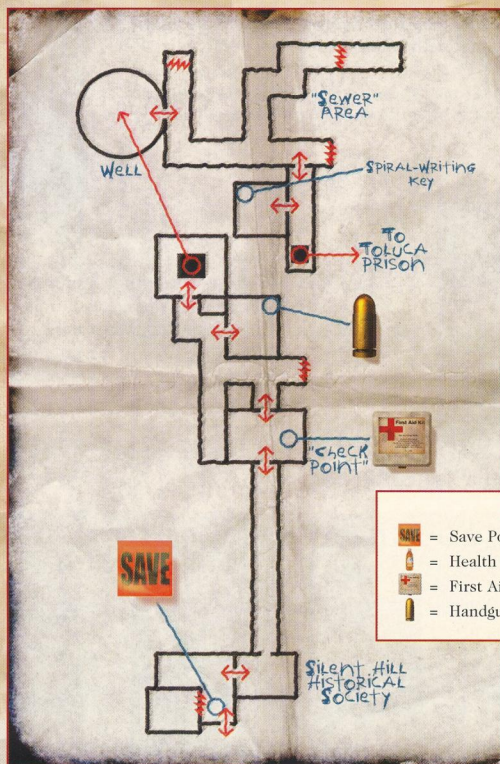 "SEWER"
AREA
WELL
SPIRAL-WRITING
KEY
TO
TOLUCA
PRISON
First Aid Kit
"CHECK
POINT"
SAVE
SAVE = Save Po
= Health
= First Ai
= Handgu
SILENT HILL
HISTORICAL
SOCIETY